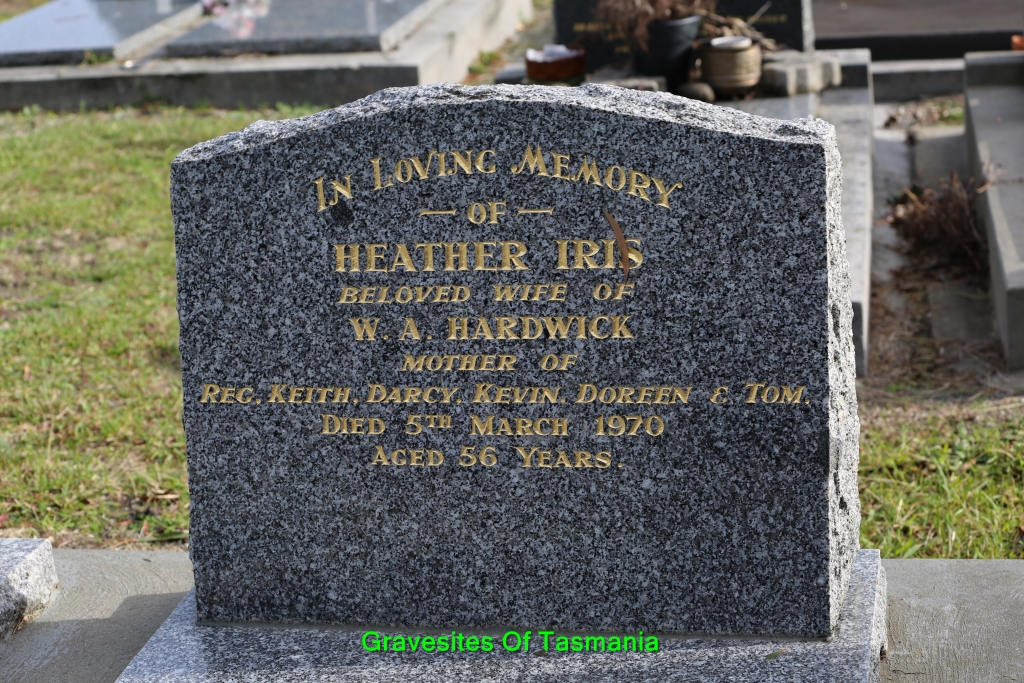 IN LOVING MEMORY
— OF —
HEATHER IRIS
BELOVED WIFE OF
W. A. HARDWICK
MOTHER OF
REG, KEITH, DARCY, KEVIN, DOREEN & TOM.
DIED 5TH MARCH 1970
AGED 56 YEARS.
Gravesites Of Tasmania